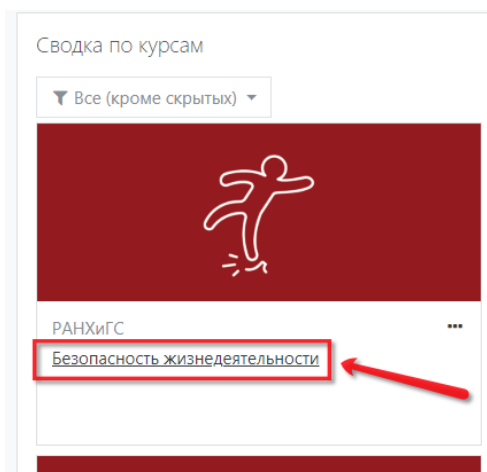 Сводка по курсам
Все (кроме скрытых)
РАНХиГС
Безопасность жизнедеятельности